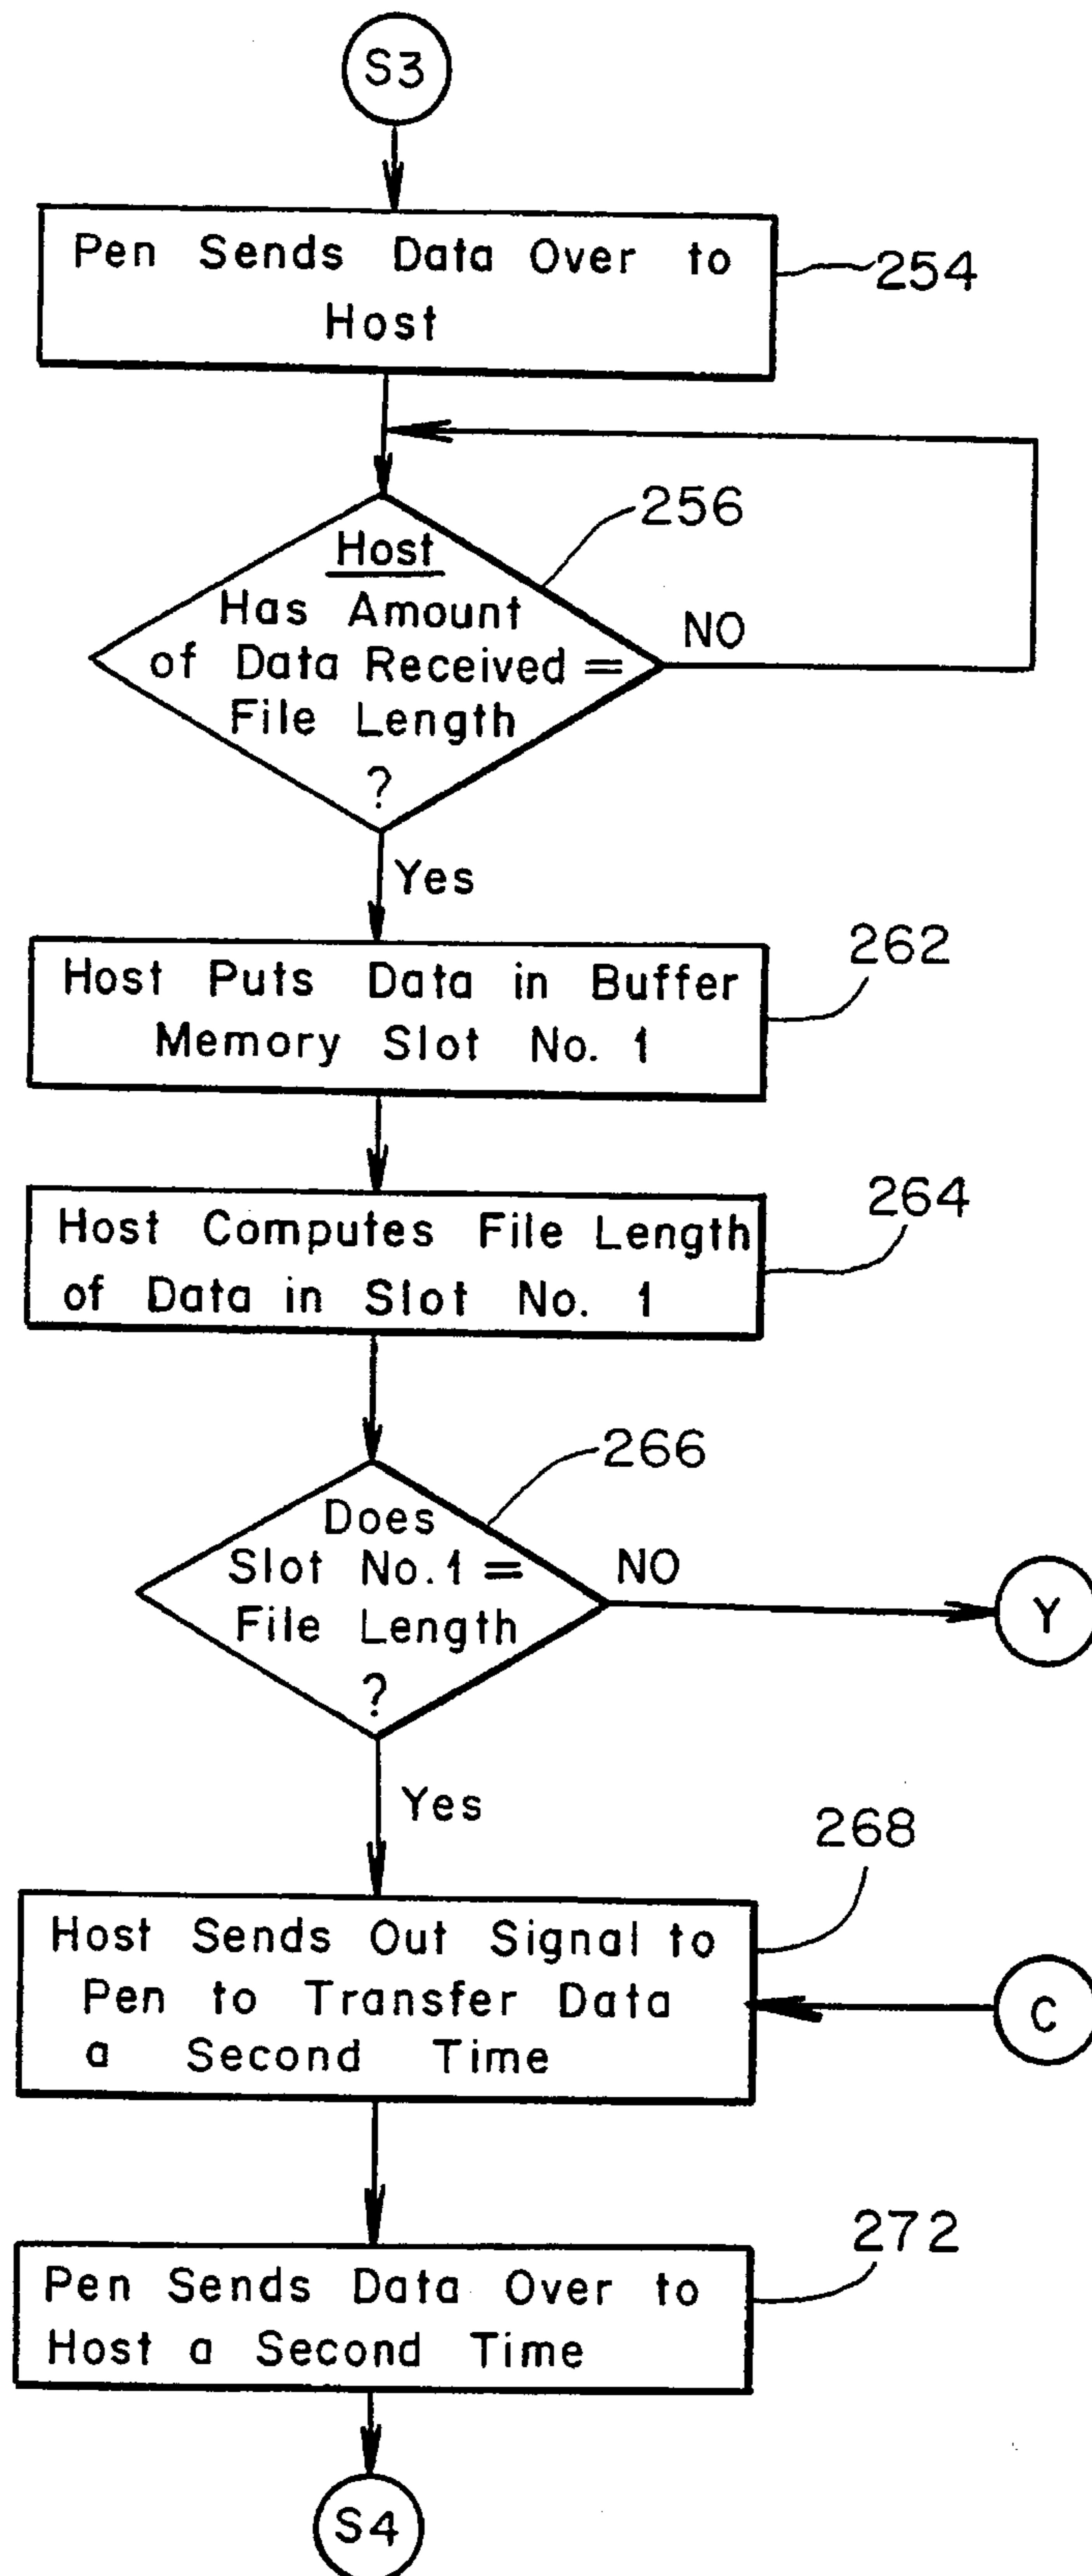 S3
Pen Sends Data Over to
Host
254
256
Host
Has Amount
of Data Received =
File Length
?
NO
Yes
Host Puts Data in Buffer
Memory Slot No. 1
262
Host Computes File Length
of Data in Slot No. 1
264
266
Does
Slot No. 1 =
File Length
?
NO
Y
Yes
268
Host Sends Out Signal to
Pen to Transfer Data
a Second Time
C
272
Pen Sends Data Over to
Host a Second Time
S4